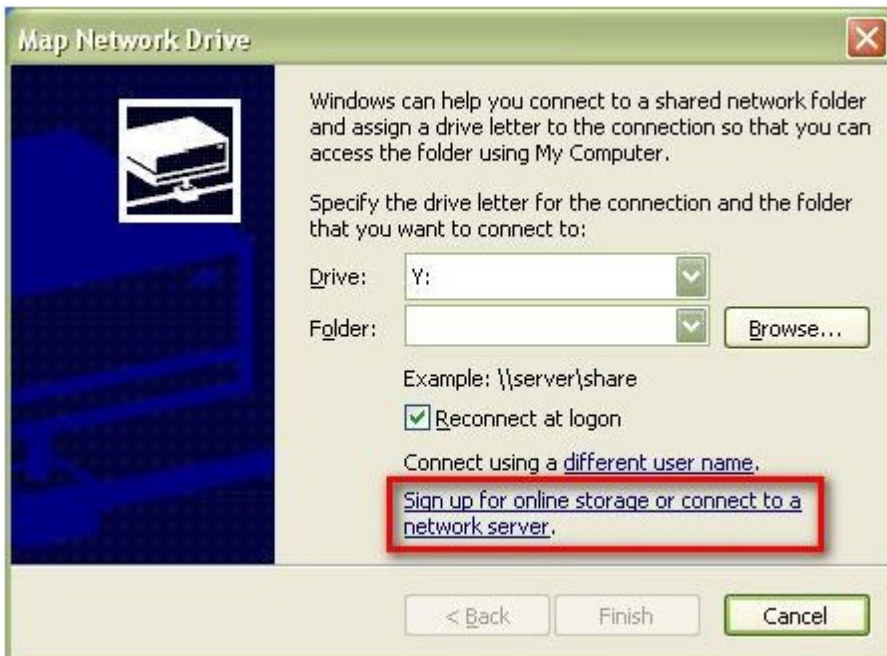 Map Network Drive
Windows can help you connect to a shared network folder
and assign a drive letter to the connection so that you can
access the folder using My Computer.
Specify the drive letter for the connection and the folder
that you want to connect to:
Drive: Y:
Folder: Browse...
Example: \\server\share
Reconnect at logon
Connect using a different user name.
Sign up for online storage or connect to a
network server.
< Back Finish Cancel